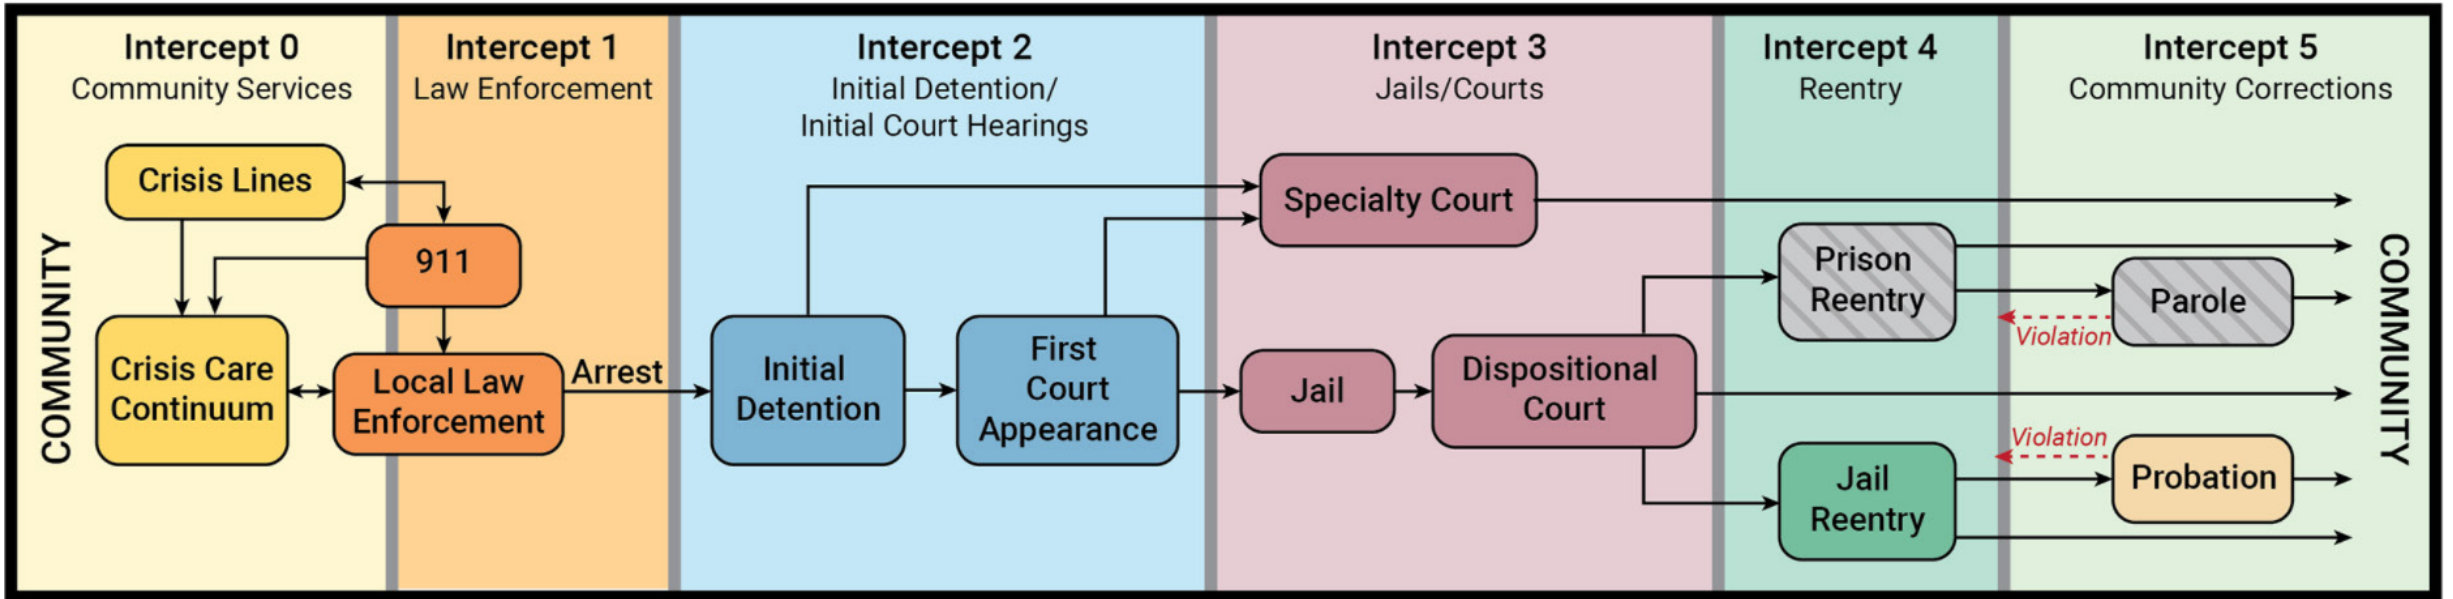 Intercept 0
Community Services
Intercept 1
Law Enforcement
Intercept 2
Initial Detention/
Initial Court Hearings
Intercept 3
Jails/Courts
Intercept 4
Reentry
Intercept 5
Community Corrections
COMMUNITY
Crisis Lines
911
Crisis Care
Continuum
Local Law
Enforcement
Arrest
Initial
Detention
First
Court
Appearance
Specialty Court
Jail
Dispositional
Court
Prison
Reentry
Parole
Violation
Violation
Jail
Reentry
Probation
COMMUNITY